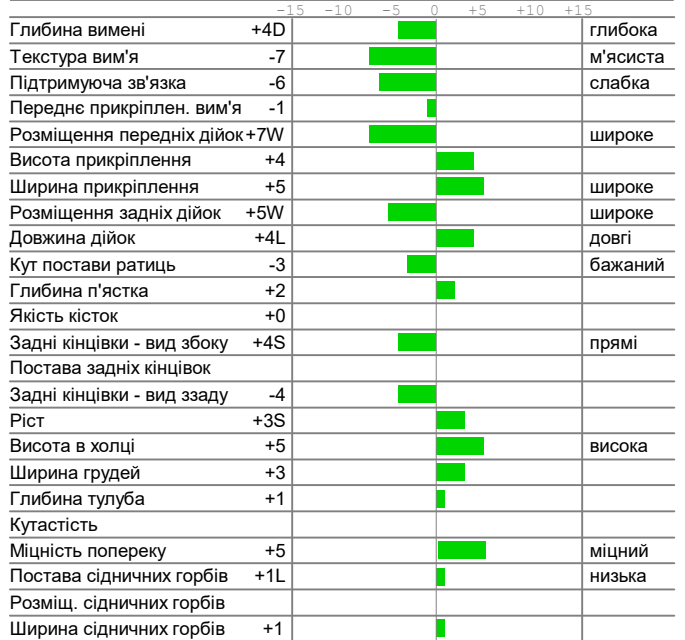 -15 -10 -5 0 +5 +10 +15
Глибина вимені +4D глибока
Текстура вим'я -7 м'ясиста
Підтримуюча зв'язка -6 слабка
Переднє прикріплен. вим'я -1
Розміщення передніх дійок +7W широке
Висота прикріплення +4
Ширина прикріплення +5 широке
Розміщення задніх дійок +5W широке
Довжина дійок +4L довгі
Кут постави ратиць -3 бажаний
Глибина п'ястка +2
Якість кісток +0
Задні кінцівки - вид збоку +4S прямі
Постава задніх кінцівок
Задні кінцівки - вид ззаду -4
Ріст +3S
Висота в холці +5 висока
Ширина грудей +3
Глибина тулуба +1
Кутастість
Міцність попереку +5 міцний
Постава сідничних горбів +1L низька
Розміщ. сідничних горбів
Ширина сідничних горбів +1